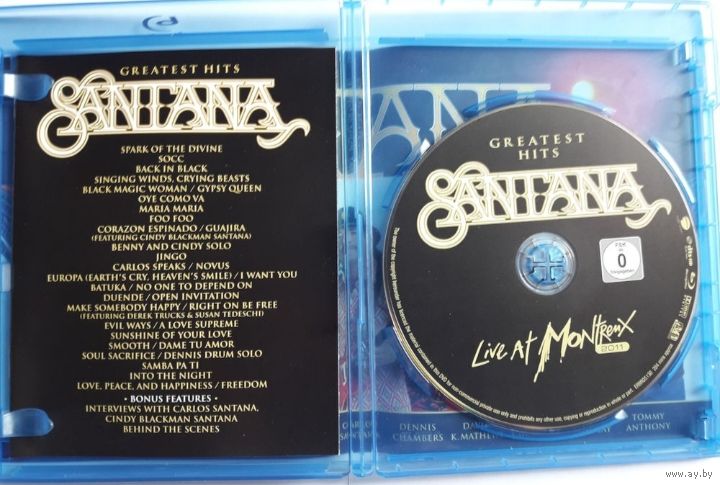 GREATEST HITS
SANTANA
SPARK OF THE DIVINE
SOCC
BACK IN BLACK
SINGING WINDS, CRYING BEASTS
BLACK MAGIC WOMAN / GYPSY QUEEN
OYE COMO VA
MARIA MARIA
FOO FOO
CORAZON ESPINADO / GUAJIRA
(FEATURING CINDY BLACKMAN SANTANA)
BENNY AND CINDY SOLO
JINGO
CARLOS SPEAKS / NOVUS
EUROPA (EARTH'S CRY, HEAVEN'S SMILE) / I WANT YOU
BATUKA / NO ONE TO DEPEND ON
DUENDE / OPEN INVITATION
MAKE SOMEBODY HAPPY / RIGHT ON BE FREE
(FEATURING DEREK TRUCKS & SUSAN TEDESCHI)
EVIL WAYS / A LOVE SUPREME
SUNSHINE OF YOUR LOVE
SMOOTH / DAME TU AMOR
SOUL SACRIFICE / DENNIS DRUM SOLO
SAMBA PA TI
INTO THE NIGHT
LOVE, PEACE, AND HAPPINESS / FREEDOM
• BONUS FEATURES •
INTERVIEWS WITH CARLOS SANTANA,
CINDY BLACKMAN SANTANA
BEHIND THE SCENES
GREATEST
HITS
SANTANA
FSK
0
Live At Montreux
2011
DENNIS
CHAMBERS
K.
TOMMY
ANTHONY
www.ay.by